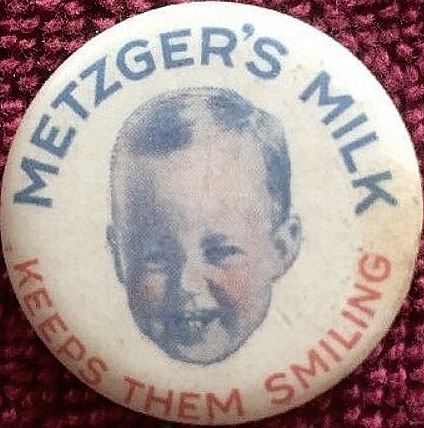 METZGER'S MILK
KEEPS THEM SMILING